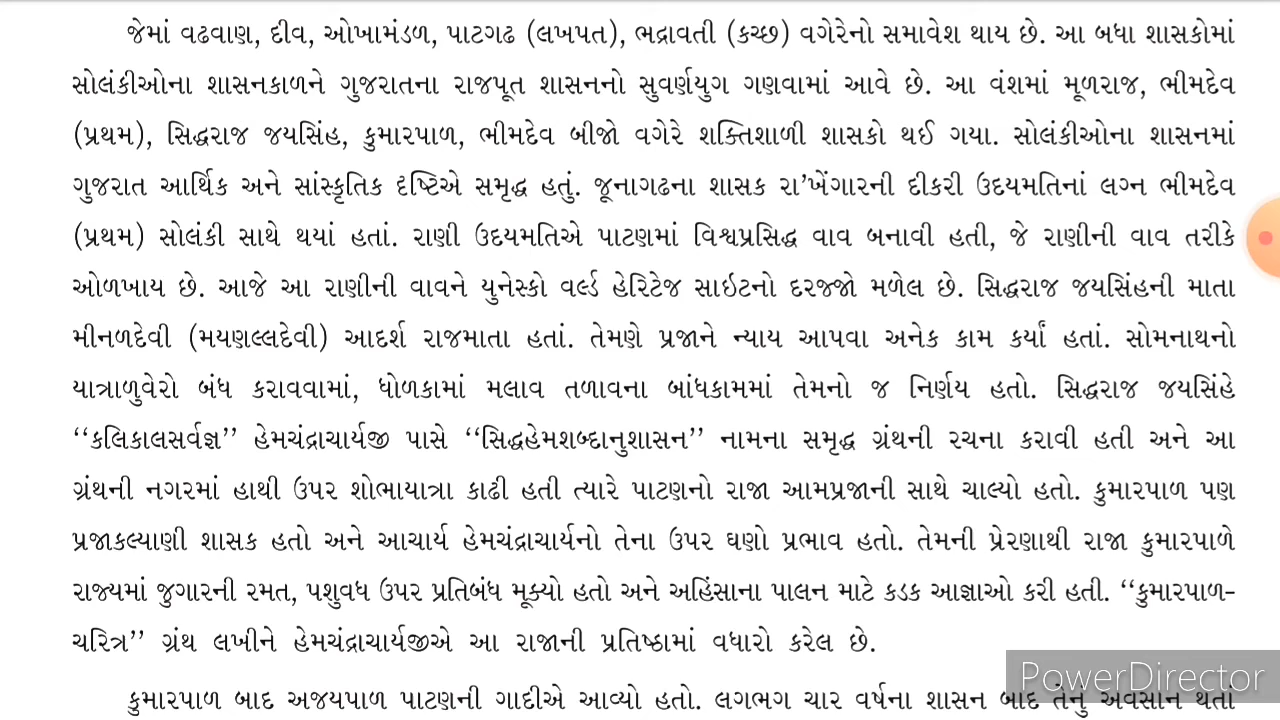 જેમાં વઢવાણ, દીવ, ઓખામંડળ, પાટગઢ (લખપત), ભદ્રાવતી (કચ્છ) વગેરેનો સમાવેશ થાય છે. આ બધા શાસકોમાં
સોલંકીઓના શાસનકાળને ગુજરાતના રાજપૂત શાસનનો સુવર્ણયુગ ગણવામાં આવે છે. આ વંશમાં મૂળરાજ, ભીમદેવ
(પ્રથમ), સિદ્ધરાજ જયસિંહ, કુમારપાળ, ભીમદેવ બીજો વગેરે શક્તિશાળી શાસકો થઈ ગયા. સોલંકીઓના શાસનમાં
ગુજરાત આર્થિક અને સાંસ્કૃતિક દૃષ્ટિએ સમૃદ્ધ હતું. જૂનાગઢના શાસક રા’ખેંગારની દીકરી ઉદયમતિનાં લગ્ન ભીમદેવ
(પ્રથમ) સોલંકી સાથે થયાં હતાં. રાણી ઉદયમતિએ પાટણમાં વિશ્વપ્રસિદ્ધ વાવ બનાવી હતી, જે રાણીની વાવ તરીકે
ઓળખાય છે. આજે આ રાણીની વાવને યુનેસ્કો વર્લ્ડ હેરિટેજ સાઇટનો દરજ્જો મળેલ છે. સિદ્ધરાજ જયસિંહની માતા
મીનળદેવી (મયણલ્લદેવી) આદર્શ રાજમાતા હતાં. તેમણે પ્રજાને ન્યાય આપવા અનેક કામ કર્યાં હતાં. સોમનાથનો
યાત્રાળુવેરો બંધ કરાવવામાં, ધોળકામાં મલાવ તળાવના બાંધકામમાં તેમનો જ નિર્ણય હતો. સિદ્ધરાજ જયસિંહે
‘‘કલિકાલસર્વજ્ઞ’’ હેમચંદ્રાચાર્યજી પાસે ‘‘સિદ્ધહેમશબ્દાનુશાસન’’ નામના સમૃદ્ધ ગ્રંથની રચના કરાવી હતી અને આ
ગ્રંથની નગરમાં હાથી ઉપર શોભાયાત્રા કાઢી હતી ત્યારે પાટણનો રાજા આમપ્રજાની સાથે ચાલ્યો હતો. કુમારપાળ પણ
પ્રજાકલ્યાણી શાસક હતો અને આચાર્ય હેમચંદ્રાચાર્યનો તેના ઉપર ઘણો પ્રભાવ હતો. તેમની પ્રેરણાથી રાજા કુમારપાળે
રાજ્યમાં જુગારની રમત, પશુવધ ઉપર પ્રતિબંધ મૂક્યો હતો અને અહિંસાના પાલન માટે કડક આજ્ઞાઓ કરી હતી. ‘‘કુમારપાળ-
ચરિત્ર’’ ગ્રંથ લખીને હેમચંદ્રાચાર્યજીએ આ રાજાની પ્રતિષ્ઠામાં વધારો કરેલ છે.
કુમારપાળ બાદ અજયપાળ પાટણની ગાદીએ આવ્યો હતો. લગભગ ચાર વર્ષના શાસન બાદ તેનું અવસાન થતાં
PowerDirector